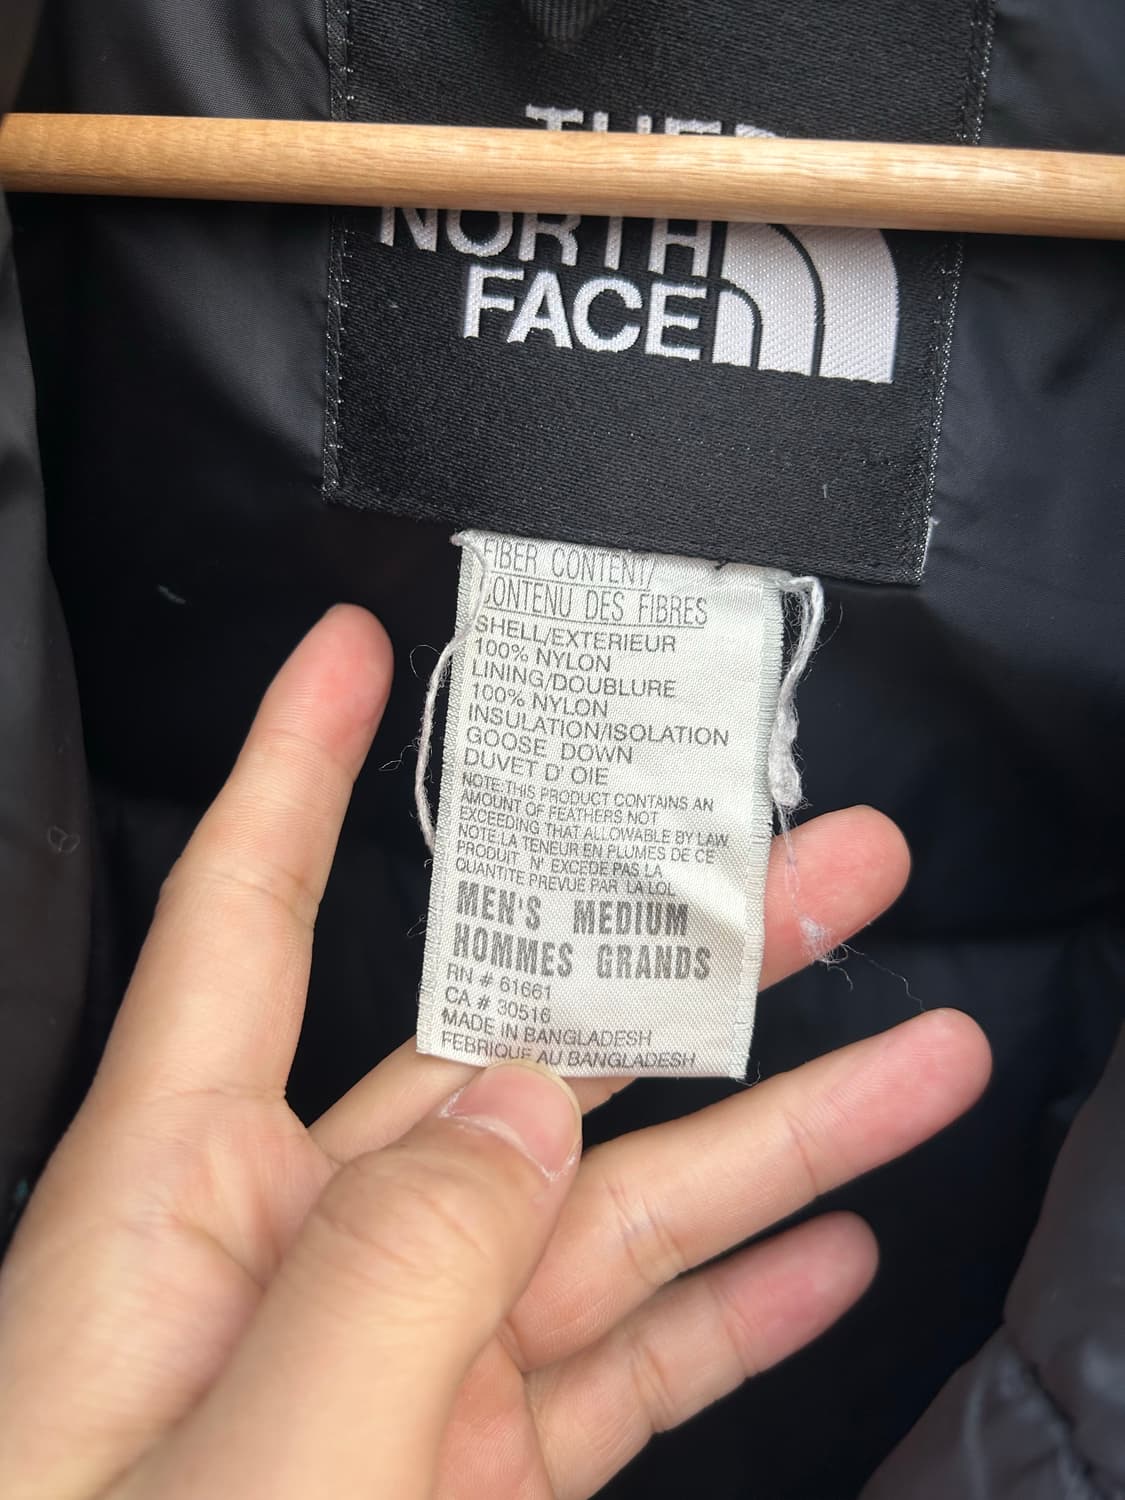 THE
NORTH
FACE
FIBER CONTENT/
CONTENU DES FIBRES
SHELL/EXTERIEUR
100% NYLON
LINING/DOUBLURE
100% NYLON
INSULATION/ISOLATION
GOOSE DOWN
DUVET D' OIE
NOTE:THIS PRODUCT CONTAINS AN
AMOUNT OF FEATHERS NOT
EXCEEDING THAT ALLOWABLE BY LAW
NOTE.LA TENEUR EN PLUMES DE CE
PRODUIT, N' EXCEDE PAS LA
QUANTITE PREVUE PAR LA LOI.
MEN'S MEDIUM
HOMMES GRANDS
RN # 61661
CA # 30516
MADE IN BANGLADESH
FEBRIQUE AU BANGLADESH